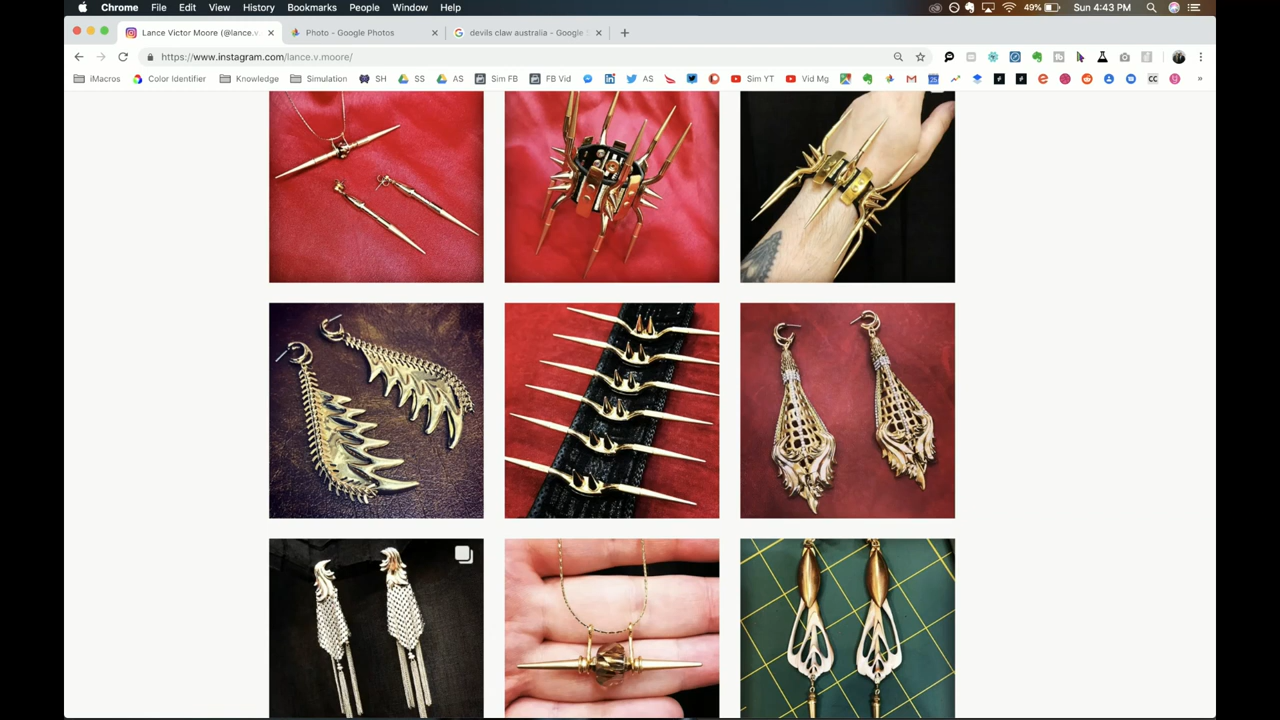 Chrome File Edit View History Bookmarks People Window Help 49% Sun 4:43 PM
Lance Victor Moore (@lance.v. Photo - Google Photos devils claw australia - Google
https://www.instagram.com/lance.v.moore/
iMacros Color Identifier Knowledge Simulation SH SS AS Sim FB FB Vid AS Sim YT Vid Mg CC »